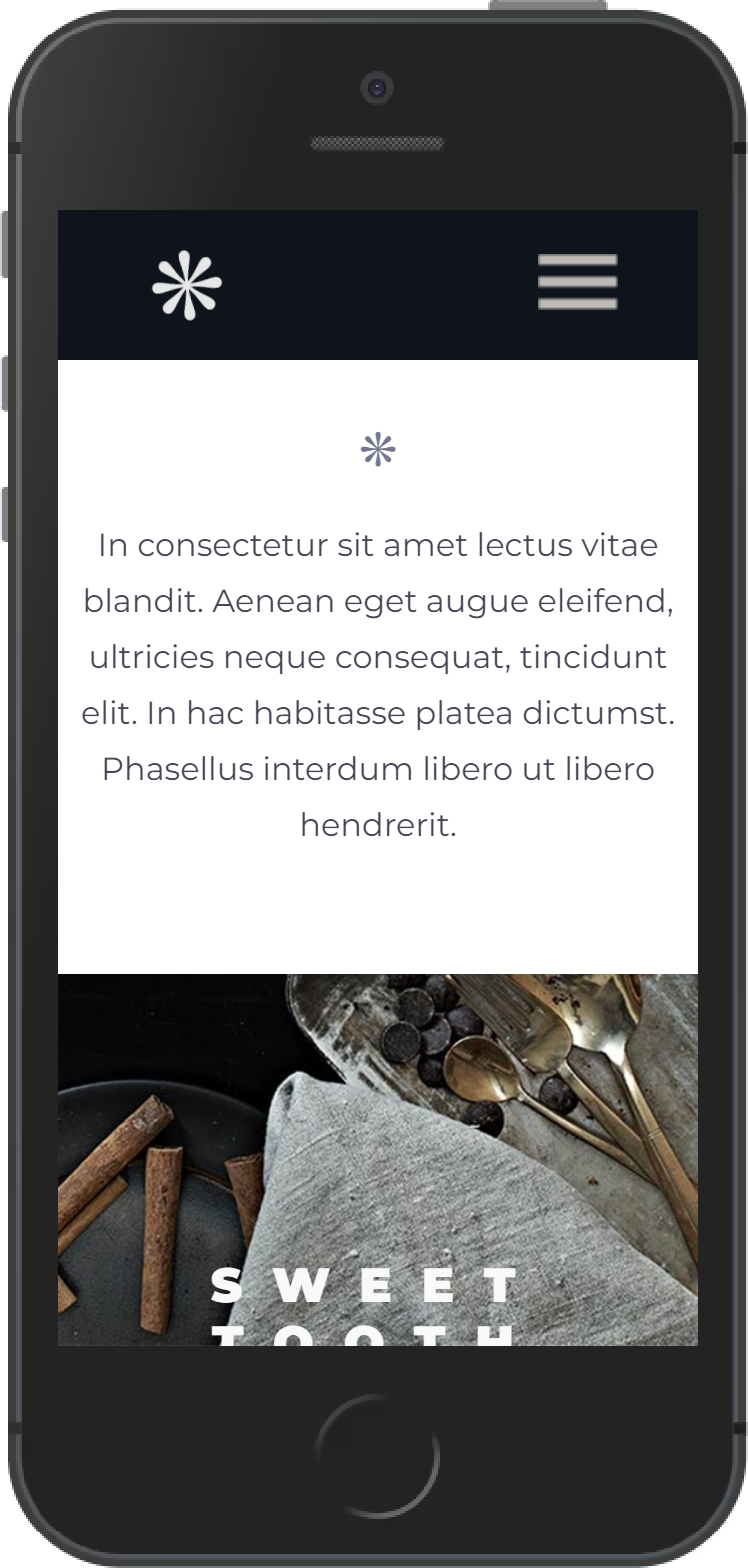 In consectetur sit amet lectus vitae
blandit. Aenean eget augue eleifend,
ultricies neque consequat, tincidunt
elit. In hac habitasse platea dictumst.
Phasellus interdum libero ut libero
hendrerit.
SWEET
TOOTH